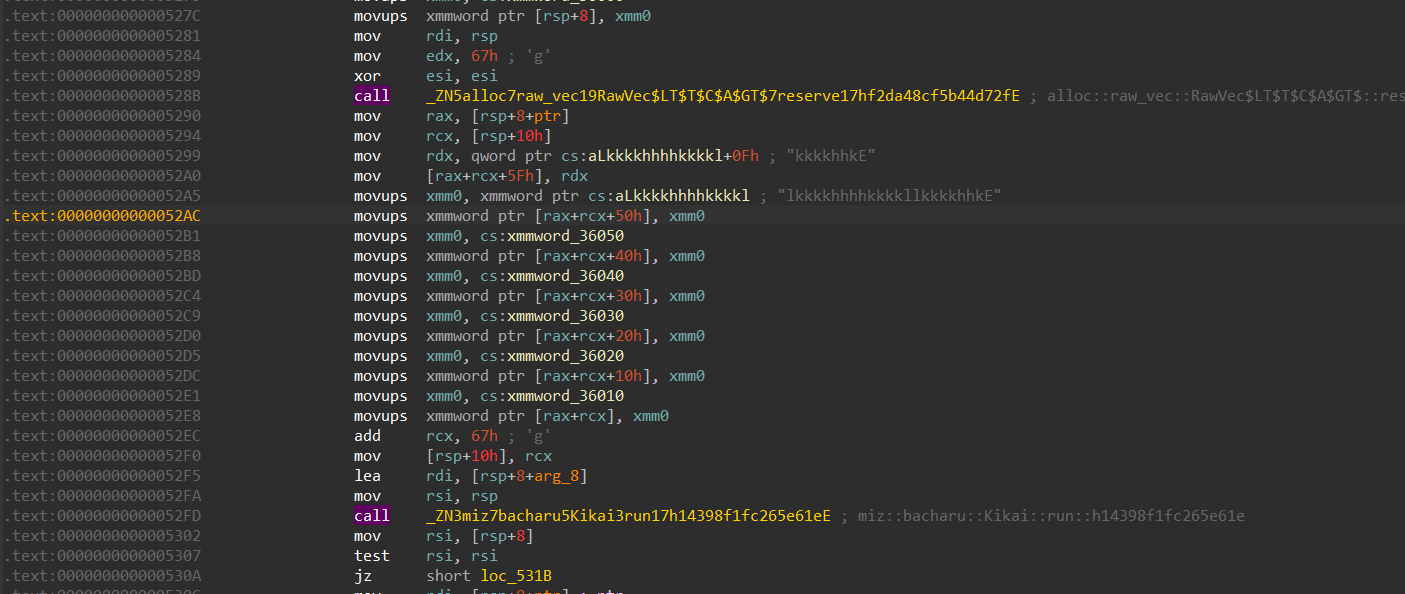 .text:000000000000527C movups xmmword ptr [rsp+8], xmm0
.text:0000000000005281 mov rdi, rsp
.text:0000000000005284 mov edx, 67h ; 'g'
.text:0000000000005289 xor esi, esi
.text:000000000000528B call _ZN5alloc7raw_vec19RawVec$LT$T$C$A$GT$7reserve17hf2da48cf5b44d72fE ; alloc::raw_vec::RawVec$LT$T$C$A$GT$::res
.text:0000000000005290 mov rax, [rsp+8+ptr]
.text:0000000000005294 mov rcx, [rsp+10h]
.text:0000000000005299 mov rdx, qword ptr cs:aLkkkkhhhhkkkkl+0Fh ; "kkkkhhkE"
.text:00000000000052A0 mov [rax+rcx+5Fh], rdx
.text:00000000000052A5 movups xmm0, xmmword ptr cs:aLkkkkhhhhkkkkl ; "lkkkkhhhhkkkkllkkkkhhkE"
.text:00000000000052AC movups xmmword ptr [rax+rcx+50h], xmm0
.text:00000000000052B1 movups xmm0, cs:xmmword_36050
.text:00000000000052B8 movups xmmword ptr [rax+rcx+40h], xmm0
.text:00000000000052BD movups xmm0, cs:xmmword_36040
.text:00000000000052C4 movups xmmword ptr [rax+rcx+30h], xmm0
.text:00000000000052C9 movups xmm0, cs:xmmword_36030
.text:00000000000052D0 movups xmmword ptr [rax+rcx+20h], xmm0
.text:00000000000052D5 movups xmm0, cs:xmmword_36020
.text:00000000000052DC movups xmmword ptr [rax+rcx+10h], xmm0
.text:00000000000052E1 movups xmm0, cs:xmmword_36010
.text:00000000000052E8 movups xmmword ptr [rax+rcx], xmm0
.text:00000000000052EC add rcx, 67h ; 'g'
.text:00000000000052F0 mov [rsp+10h], rcx
.text:00000000000052F5 lea rdi, [rsp+8+arg_8]
.text:00000000000052FA mov rsi, rsp
.text:00000000000052FD call _ZN3miz7bacharu5Kikai3run17h14398f1fc265e61eE ; miz::bacharu::Kikai::run::h14398f1fc265e61e
.text:0000000000005302 mov rsi, [rsp+8]
.text:0000000000005307 test rsi, rsi
.text:000000000000530A jz short loc_531B